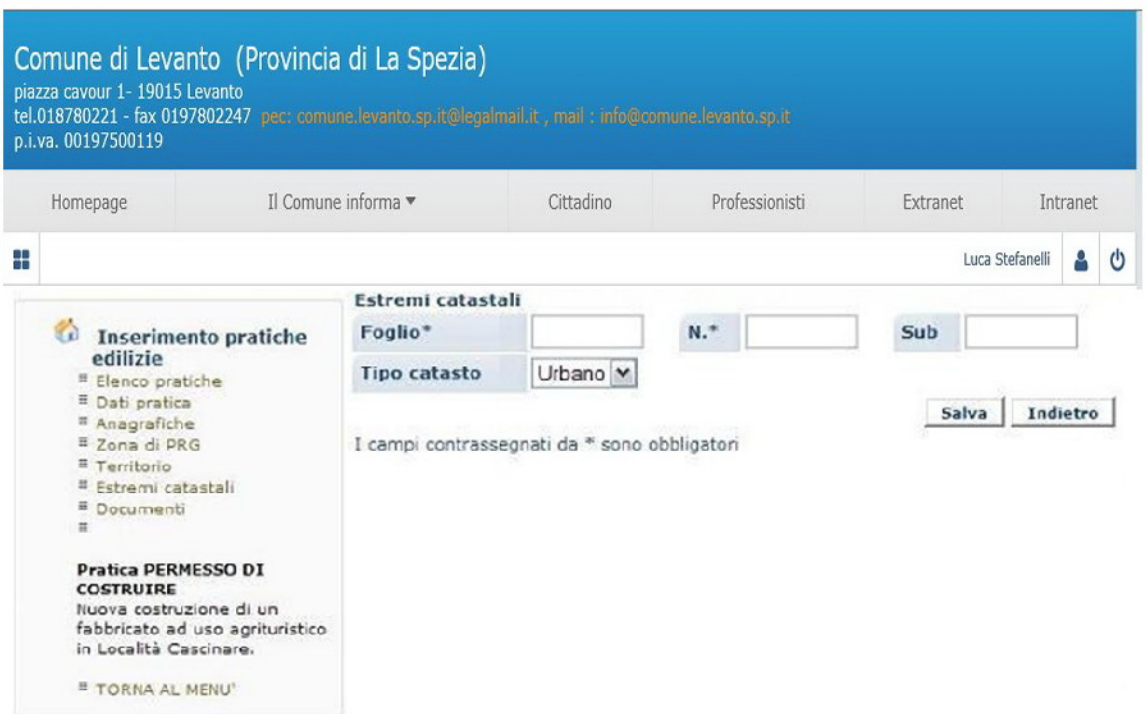 Comune di Levanto (Provincia di La Spezia)
piazza cavour 1- 19015 Levanto
tel.018780221 - fax 0197802247 pec: comune.levanto.sp.it@legalmail.it , mail : info@comune.levanto.sp.it
p.i.va. 00197500119
Homepage Il Comune informa ▼ Cittadino Professionisti Extranet Intranet
Luca Stefanelli
Inserimento pratiche
edilizie
Elenco pratiche
Dati pratica
Anagrafiche
Zona di PRG
Territorio
Estremi catastali
Documenti
Pratica PERMESSO DI
COSTRUIRE
Nuova costruzione di un
fabbricato ad uso agrituristico
in Località Cascinare.
TORNA AL MENU'
Estremi catastali
Foglio* N.* Sub
Tipo catasto Urbano
Salva Indietro
I campi contrassegnati da * sono obbligatori